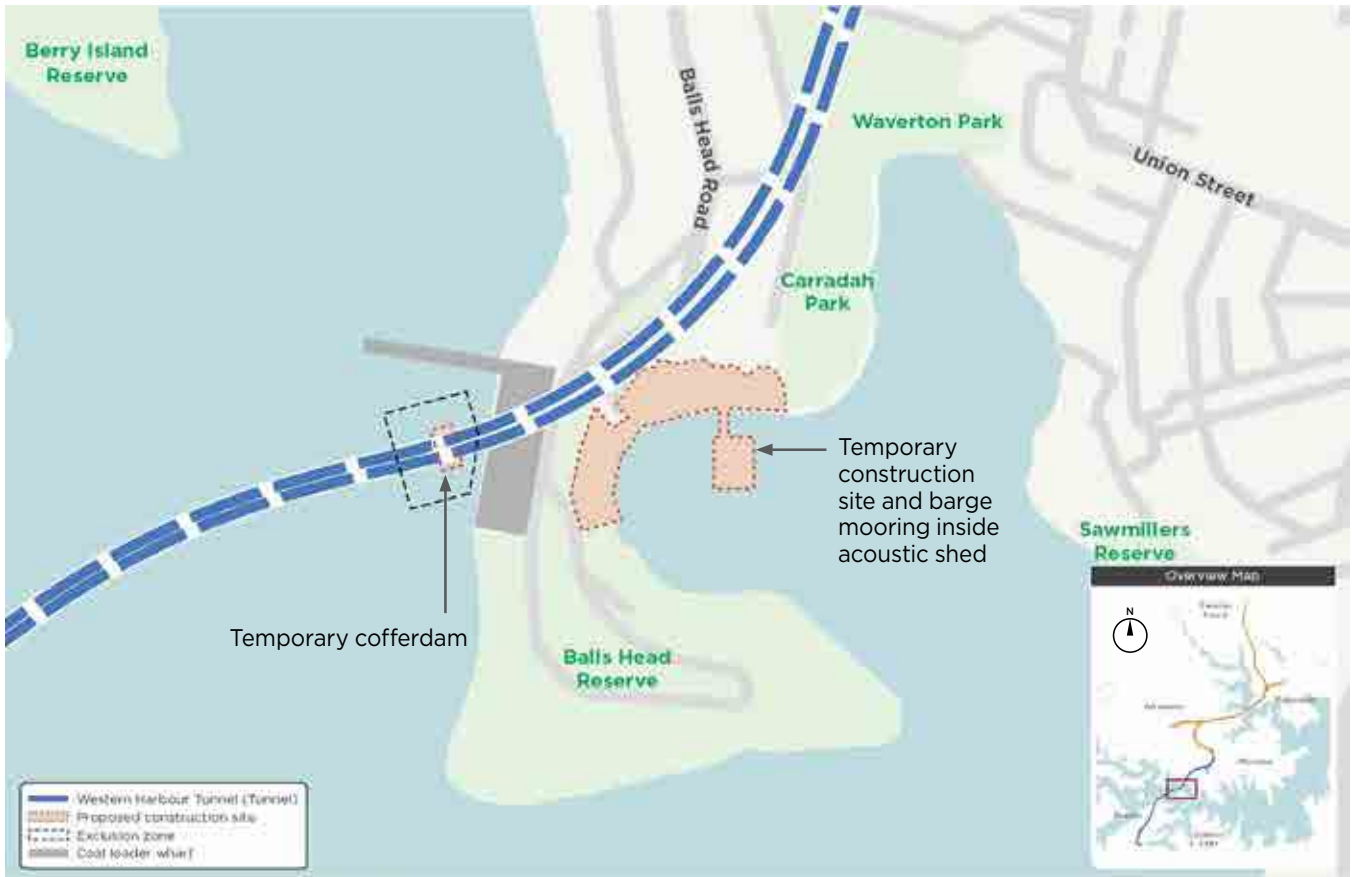 Berry Island
Reserve
Balls Head Road
Waverton Park
Union Street
Carradah
Park
Temporary
construction
site and barge
mooring inside
acoustic shed
Sawmillers
Reserve
Temporary cofferdam
Balls Head
Reserve
Western Harbour Tunnel (Tunnel)
Proposed construction site
Exclusion zone
Coal loader wharf
Overview Map
N